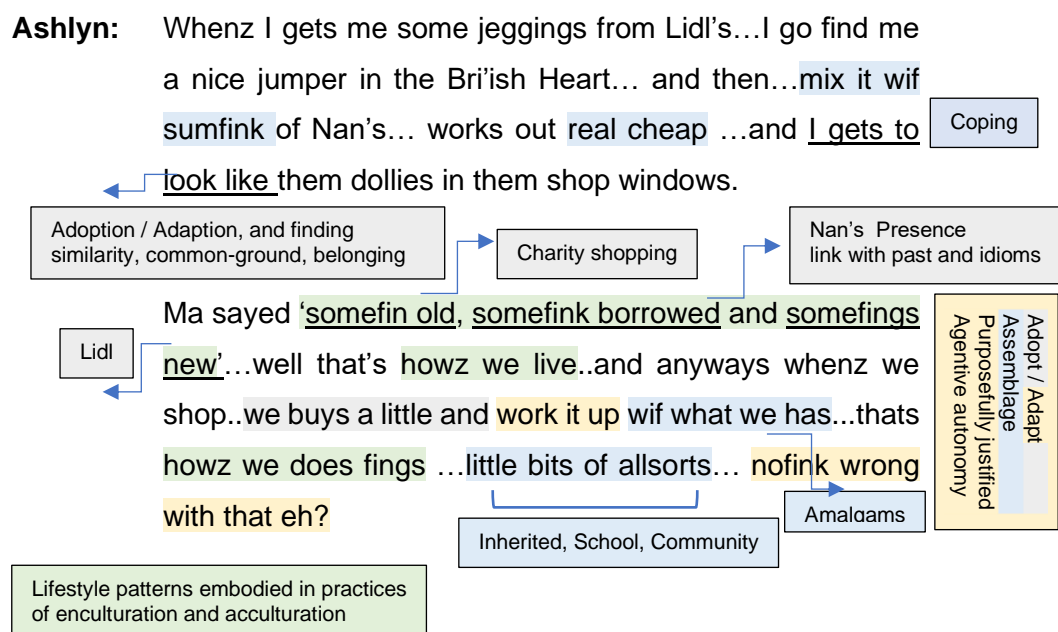 Ashlyn: Whenz I gets me some jeggings from Lidl's…I go find me
a nice jumper in the Bri'ish Heart… and then…mix it wif
sumfink of Nan's… works out real cheap …and I gets to
Coping
look like them dollies in them shop windows.
Adoption / Adaption, and finding
similarity, common-ground, belonging
Charity shopping
Nan's Presence
link with past and idioms
Ma sayed 'somefin old, somefink borrowed and somefings
Lidl
new'…well that's howz we live..and anyways whenz we
shop..we buys a little and work it up wif what we has...thats
howz we does fings …little bits of allsorts… nofink wrong
with that eh?
Adopt / Adapt
Assemblage
Purposefully justified
Agentive autonomy
Amalgams
Inherited, School, Community
Lifestyle patterns embodied in practices
of enculturation and acculturation